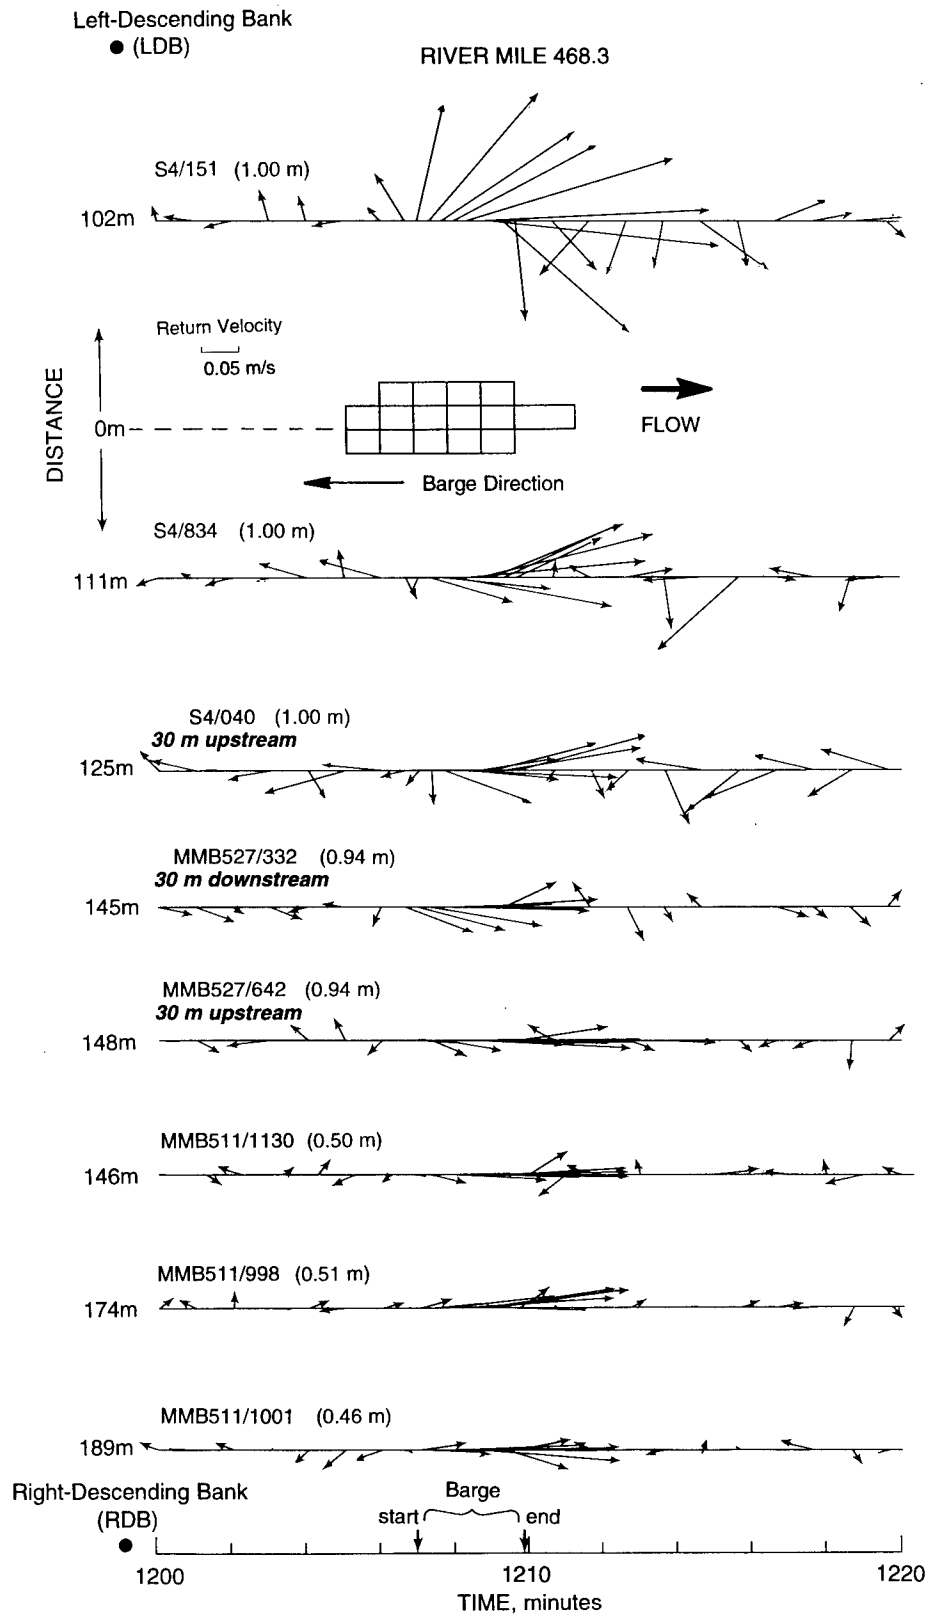 Left-Descending Bank
● (LDB)
RIVER MILE 468.3
S4/151 (1.00 m)
102m
Return Velocity
0.05 m/s
DISTANCE
0m
FLOW
Barge Direction
S4/834 (1.00 m)
111m
S4/040 (1.00 m)
30 m upstream
125m
MMB527/332 (0.94 m)
30 m downstream
145m
MMB527/642 (0.94 m)
30 m upstream
148m
MMB511/1130 (0.50 m)
146m
MMB511/998 (0.51 m)
174m
MMB511/1001 (0.46 m)
189m
Right-Descending Bank
(RDB)
Barge
start end
1200 1210 1220
TIME, minutes